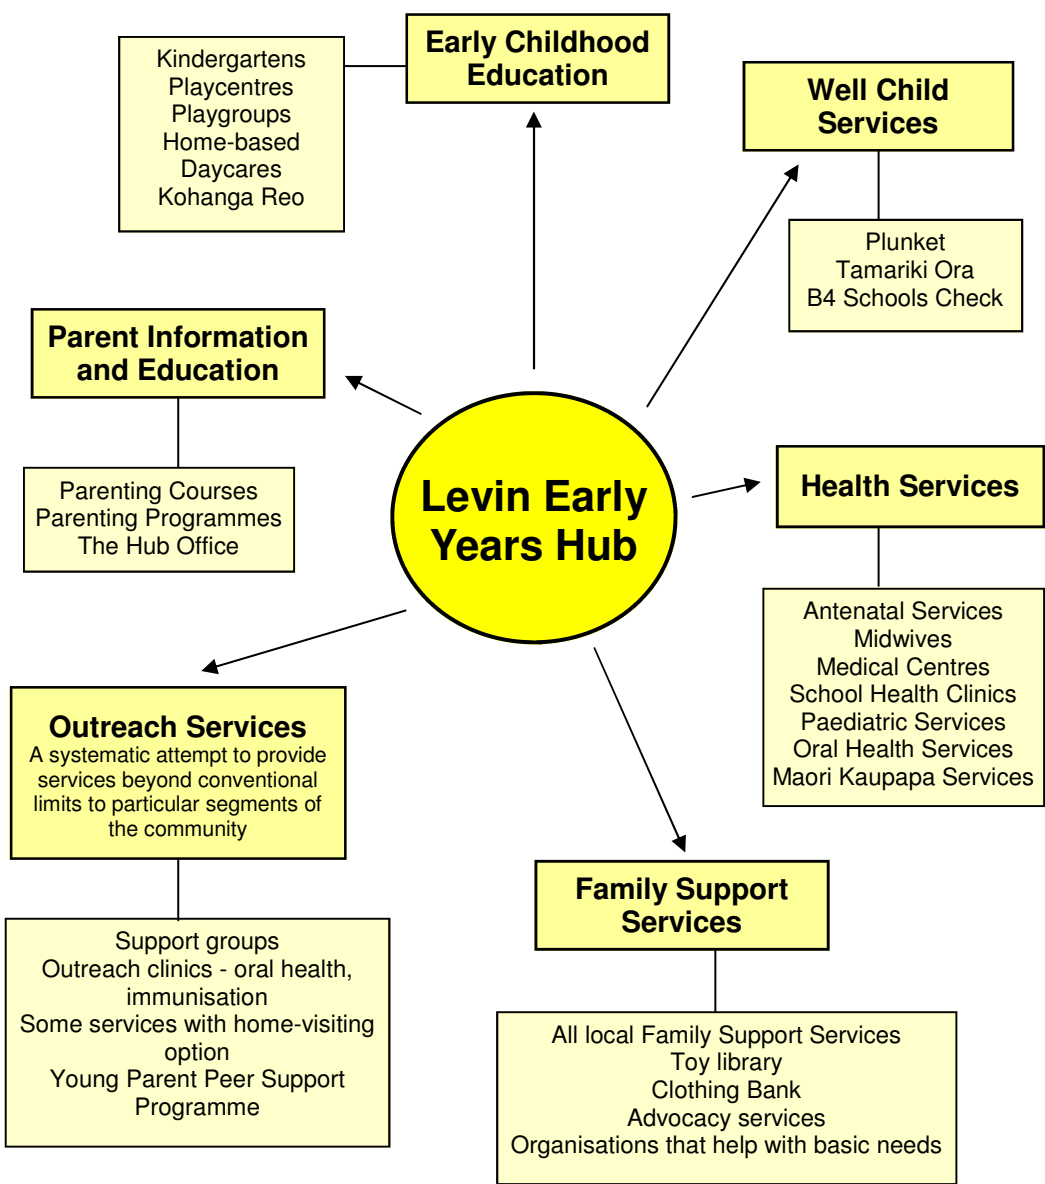 Early Childhood
Education
Kindergartens
Playcentres
Playgroups
Home-based
Daycares
Kohanga Reo
Well Child
Services
Plunket
Tamariki Ora
B4 Schools Check
Parent Information
and Education
Parenting Courses
Parenting Programmes
The Hub Office
Levin Early
Years Hub
Health Services
Antenatal Services
Midwives
Medical Centres
School Health Clinics
Paediatric Services
Oral Health Services
Maori Kaupapa Services
Outreach Services
A systematic attempt to provide
services beyond conventional
limits to particular segments of
the community
Support groups
Outreach clinics - oral health,
immunisation
Some services with home-visiting
option
Young Parent Peer Support
Programme
Family Support
Services
All local Family Support Services
Toy library
Clothing Bank
Advocacy services
Organisations that help with basic needs